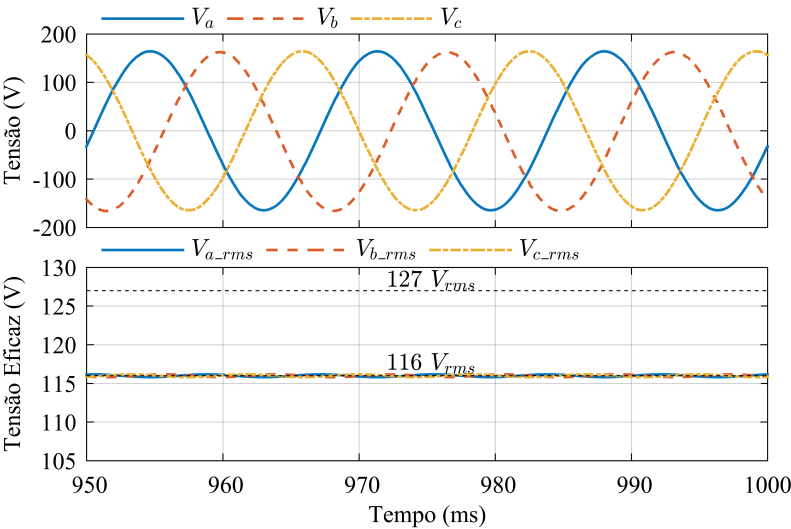 V_a V_b V_c
200
100
0
-100
-200
Tensão (V)
V_a_rms V_b_rms V_c_rms
130
125
120
115
110
105
127 V_rms
116 V_rms
Tensão Eficaz (V)
950 960 970 980 990 1000
Tempo (ms)